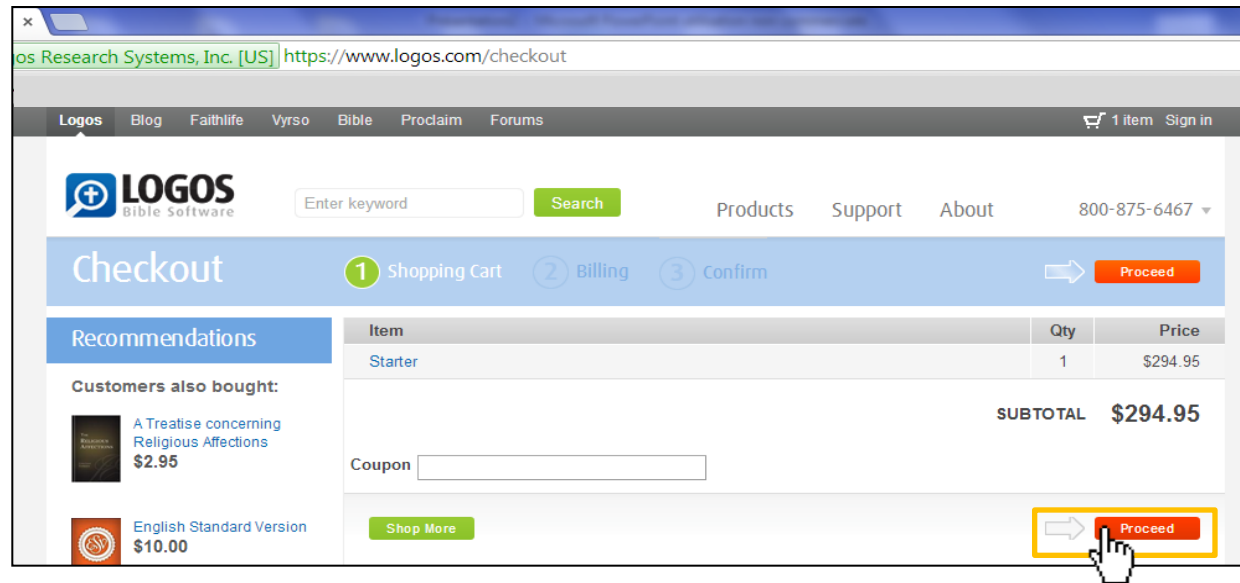 os Research Systems, Inc. [US] https://www.logos.com/checkout
Logos Blog Faithlife Vyrso Bible Proclaim Forums 1 item Sign in
LOGOS
Bible Software
Enter keyword Search Products Support About 800-875-6467
Checkout 1 Shopping Cart 2 Billing 3 Confirm Proceed
Recommendations
Item Qty Price
Starter 1 $294.95
Customers also bought:
SUBTOTAL $294.95
A Treatise concerning
Religious Affections
$2.95
Coupon
English Standard Version
$10.00
ESV
Shop More Proceed